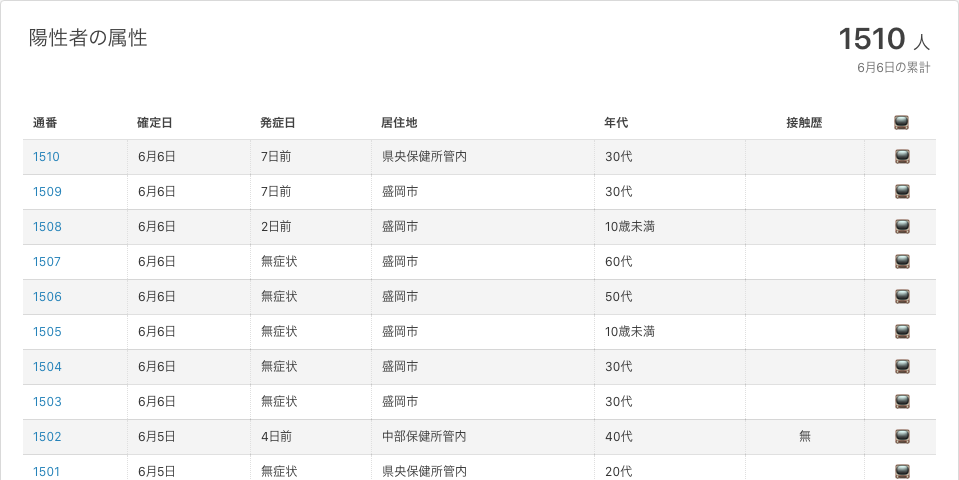 陽性者の属性
1510 人
6月6日の累計
通番 確定日 発症日 居住地 年代 接触歴
1510 6月6日 7日前 県央保健所管内 30代
1509 6月6日 7日前 盛岡市 30代
1508 6月6日 2日前 盛岡市 10歳未満
1507 6月6日 無症状 盛岡市 60代
1506 6月6日 無症状 盛岡市 50代
1505 6月6日 無症状 盛岡市 10歳未満
1504 6月6日 無症状 盛岡市 30代
1503 6月6日 無症状 盛岡市 30代
1502 6月5日 4日前 中部保健所管内 40代 無
1501 6月5日 無症状 県央保健所管内 20代